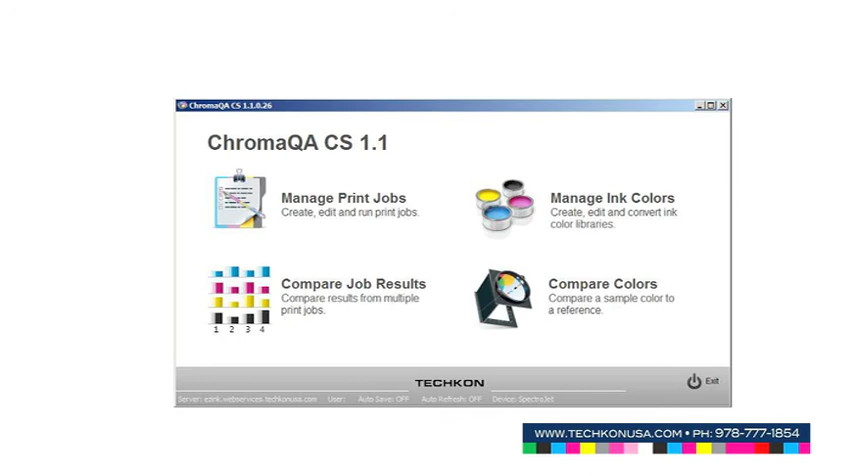 ChromaQA CS 1.1.0.26
ChromaQA CS 1.1
Manage Print Jobs
Create, edit and run print jobs.
Manage Ink Colors
Create, edit and convert ink
color libraries.
Compare Job Results
Compare results from multiple
print jobs.
1 2 3 4
Compare Colors
Compare a sample color to
a reference.
TECHKON
Exit
Server: ezink.webservices.techkonusa.com User: Auto Save: OFF Auto Refresh: OFF Device: SpectraJet
WWW.TECHKONUSA.COM • PH: 978-777-1854